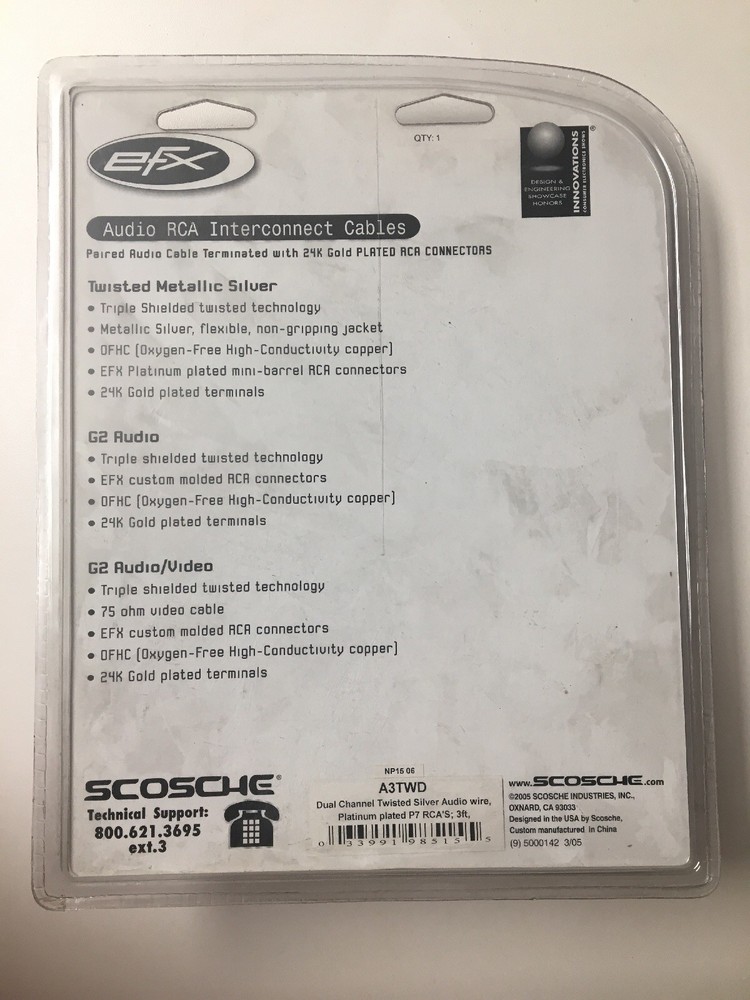 QTY: 1
efx
DESIGN &
ENGINEERING
SHOWCASE
HONORS
INNOVATIONS®
CONSUMER ELECTRONICS SHOWS
Audio RCA Interconnect Cables
Paired Audio Cable Terminated with 24K Gold PLATED RCA CONNECTORS
Twisted Metallic Silver
• Triple Shielded twisted technology
• Metallic Silver, flexible, non-gripping jacket
• OFHC [Oxygen-Free High-Conductivity copper]
• EFX Platinum plated mini-barrel RCA connectors
• 24K Gold plated terminals
G2 Audio
• Triple shielded twisted technology
• EFX custom molded RCA connectors
• OFHC [Oxygen-Free High-Conductivity copper]
• 24K Gold plated terminals
G2 Audio/Video
• Triple shielded twisted technology
• 75 ohm video cable
• EFX custom molded RCA connectors
• OFHC [Oxygen-Free High-Conductivity copper]
• 24K Gold plated terminals
SCOSCHE®
Technical Support:
800.621.3695
ext.3
NP15 06
A3TWD
Dual Channel Twisted Silver Audio wire,
Platinum plated P7 RCA'S; 3ft,
0 33991 98515 5
www.SCOSCHE.com
©2005 SCOSCHE INDUSTRIES, INC.,
OXNARD, CA 93033
Designed in the USA by Scosche,
Custom manufactured in China
(9) 5000142 3/05